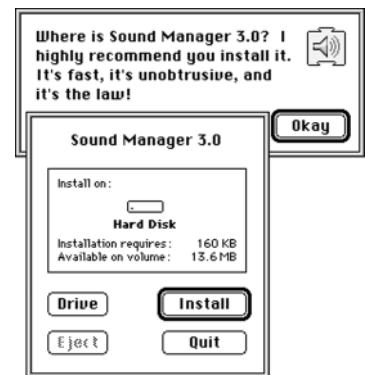 Where is Sound Manager 3.0? I
highly recommend you install it.
It's fast, it's unobtrusive, and
it's the law!
Okay
Sound Manager 3.0
Install on:
Hard Disk
Installation requires: 160 KB
Available on volume: 13.6 MB
Drive
Install
Eject
Quit